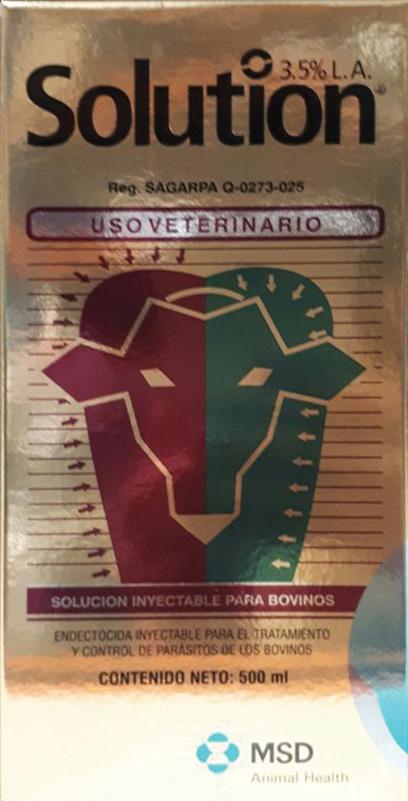 3.5% L.A.
Solution®
Reg. SAGARPA Q-0273-025
USO VETERINARIO
SOLUCION INYECTABLE PARA BOVINOS
ENDECTOCIDA INYECTABLE PARA EL TRATAMIENTO
Y CONTROL DE PARÁSITOS DE LOS BOVINOS
CONTENIDO NETO: 500 ml
MSD
Animal Health